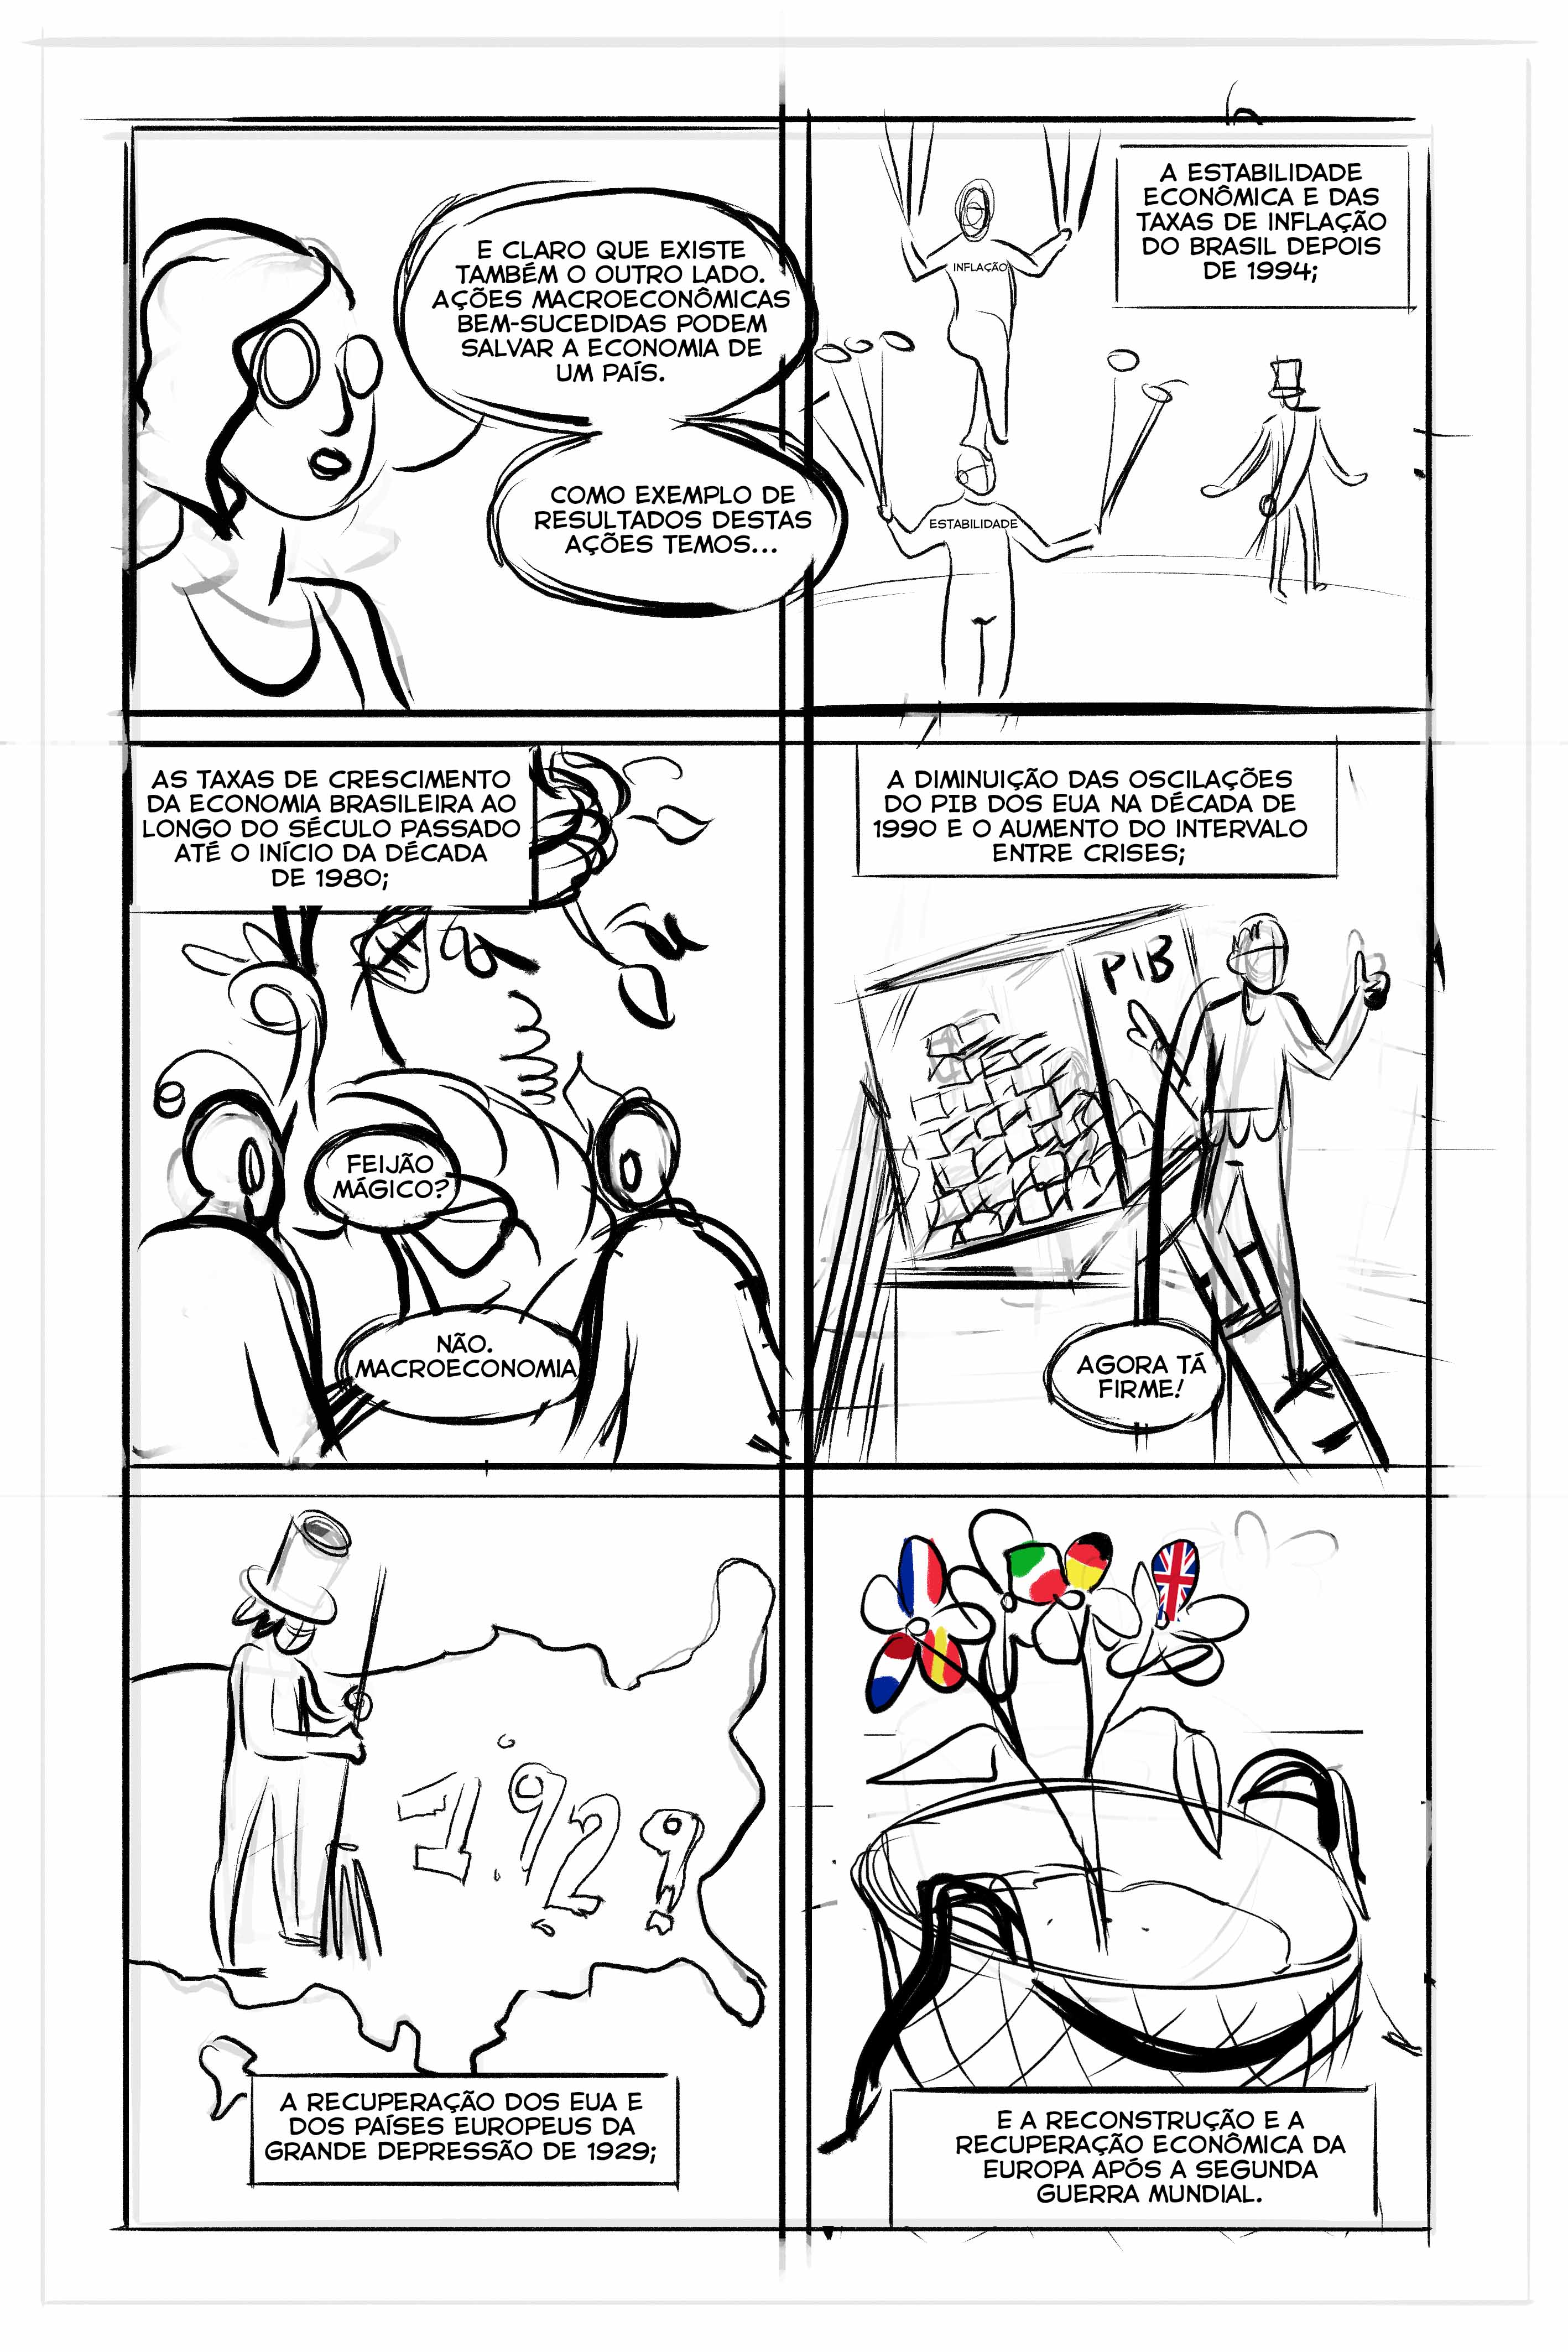 E CLARO QUE EXISTE
TAMBÉM O OUTRO LADO.
AÇÕES MACROECONÔMICAS
BEM-SUCEDIDAS PODEM
SALVAR A ECONOMIA DE
UM PAÍS.
COMO EXEMPLO DE
RESULTADOS DESTAS
AÇÕES TEMOS...
A ESTABILIDADE
ECONÔMICA E DAS
TAXAS DE INFLAÇÃO
DO BRASIL DEPOIS
DE 1994;
INFLAÇÃO
ESTABILIDADE
AS TAXAS DE CRESCIMENTO
DA ECONOMIA BRASILEIRA AO
LONGO DO SÉCULO PASSADO
ATÉ O INÍCIO DA DÉCADA
DE 1980;
FEIJÃO
MÁGICO?
NÃO.
MACROECONOMIA
A DIMINUIÇÃO DAS OSCILAÇÕES
DO PIB DOS EUA NA DÉCADA DE
1990 E O AUMENTO DO INTERVALO
ENTRE CRISES;
PIB
AGORA TÁ
FIRME!
1.929
A RECUPERAÇÃO DOS EUA E
DOS PAÍSES EUROPEUS DA
GRANDE DEPRESSÃO DE 1929;
E A RECONSTRUÇÃO E A
RECUPERAÇÃO ECONÔMICA DA
EUROPA APÓS A SEGUNDA
GUERRA MUNDIAL.